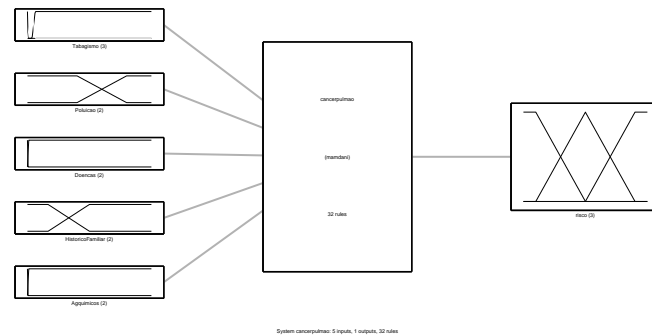 Tabagismo (3)
cancerpulmao
Poluicao (2)
(mamdani)
Doencas (2)
32 rules
HistoricoFamiliar (2)
risco (3)
Agquimicos (2)
System cancerpulmao: 5 inputs, 1 outputs, 32 rules